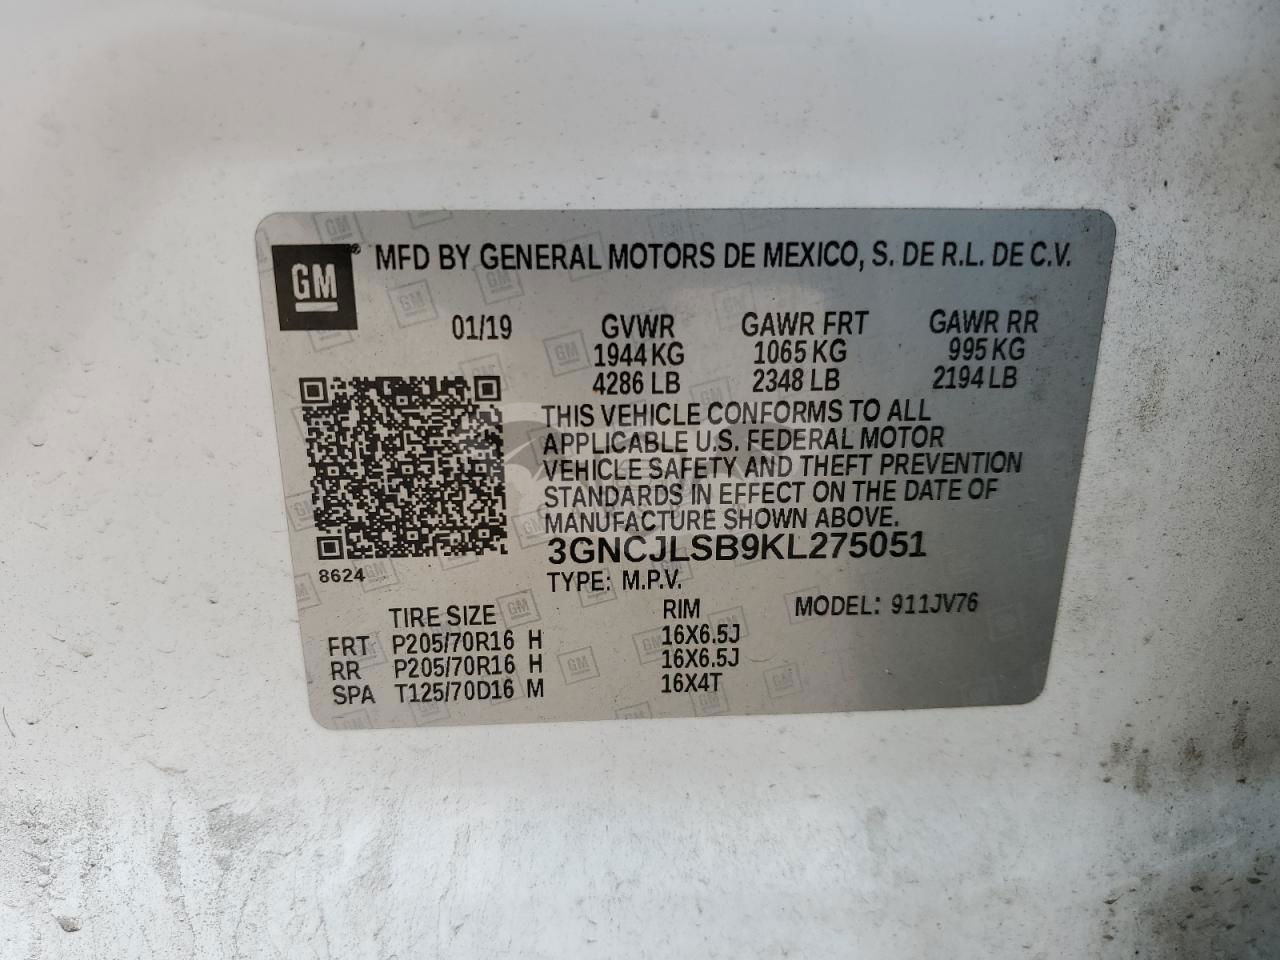 GM
MFD BY GENERAL MOTORS DE MEXICO, S. DE R.L. DE C.V.
01/19 GVWR GAWR FRT GAWR RR
1944 KG 1065 KG 995 KG
4286 LB 2348 LB 2194 LB
THIS VEHICLE CONFORMS TO ALL
APPLICABLE U.S. FEDERAL MOTOR
VEHICLE SAFETY AND THEFT PREVENTION
STANDARDS IN EFFECT ON THE DATE OF
MANUFACTURE SHOWN ABOVE.
3GNCJLSB9KL275051
8624
TYPE: M.P.V.
TIRE SIZE RIM MODEL: 911JV76
FRT P205/70R16 H 16X6.5J
RR P205/70R16 H 16X6.5J
SPA T125/70D16 M 16X4T